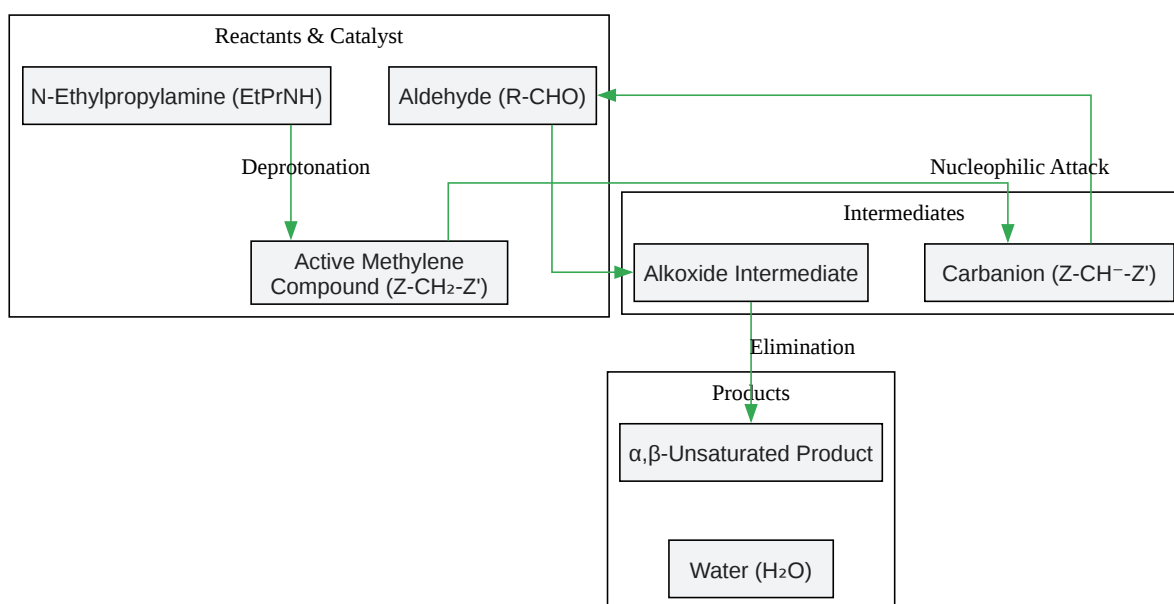 Reactants & Catalyst
N-Ethylpropylamine (EtPrNH)
Aldehyde (R-CHO)
Deprotonation
Nucleophilic Attack
Intermediates
Active Methylene
Compound (Z-CH₂-Z')
Alkoxide Intermediate
Carbanion (Z-CH⁻-Z')
Elimination
Products
α,β-Unsaturated Product
Water (H₂O)